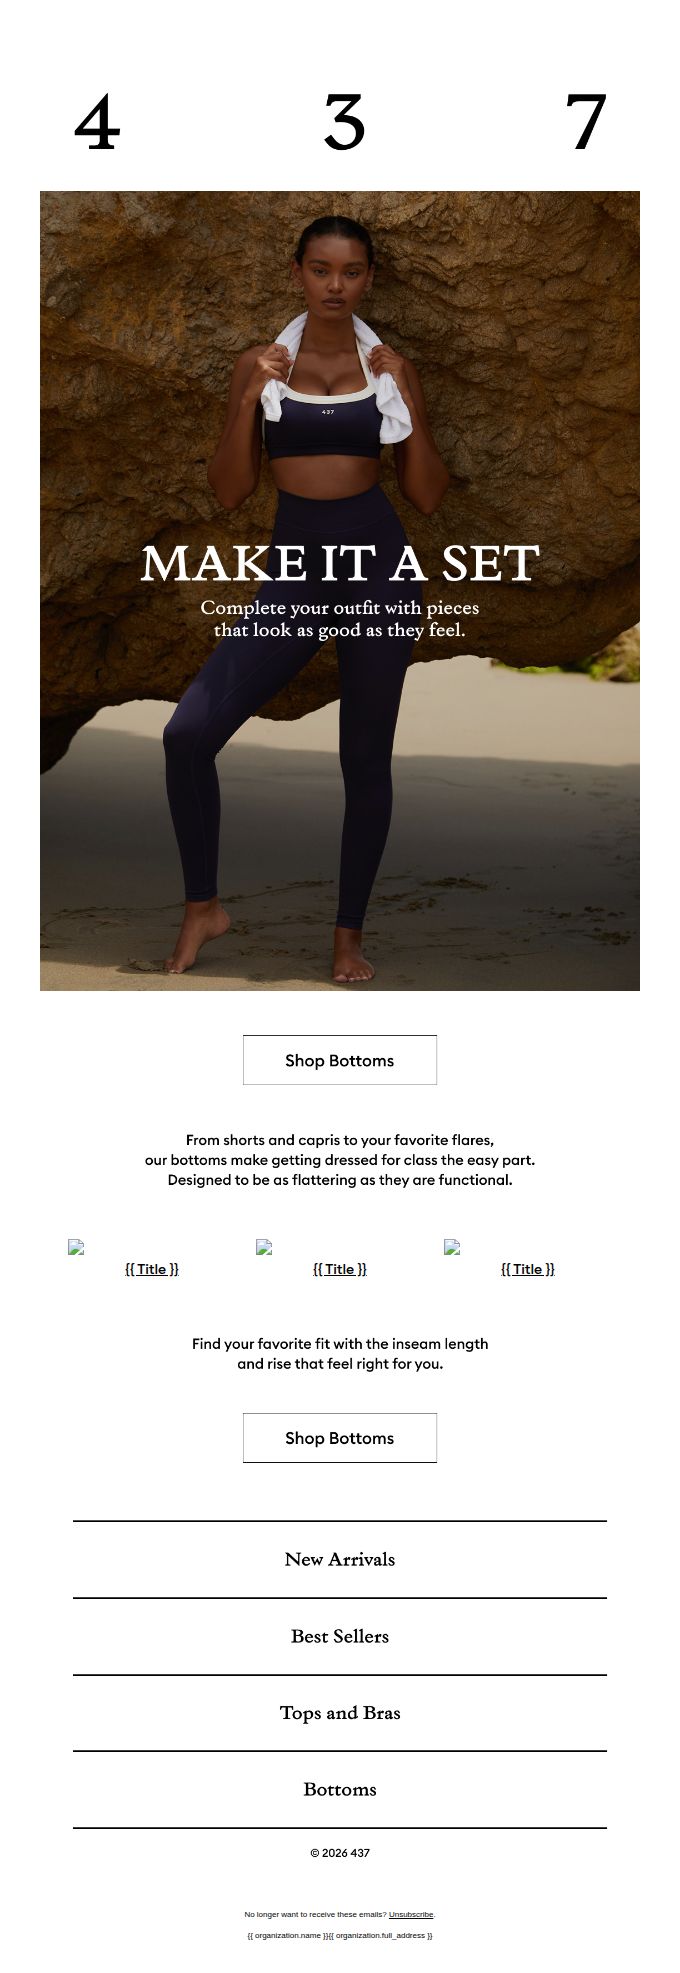 4 3 7
437
MAKE IT A SET
Complete your outfit with pieces
that look as good as they feel.
Shop Bottoms
From shorts and capris to your favorite flares,
our bottoms make getting dressed for class the easy part.
Designed to be as flattering as they are functional.
{{ Title }} {{ Title }} {{ Title }}
Find your favorite fit with the inseam length
and rise that feel right for you.
Shop Bottoms
New Arrivals
Best Sellers
Tops and Bras
Bottoms
© 2026 437
No longer want to receive these emails? Unsubscribe.
{{ organization.name }}{{ organization.full_address }}